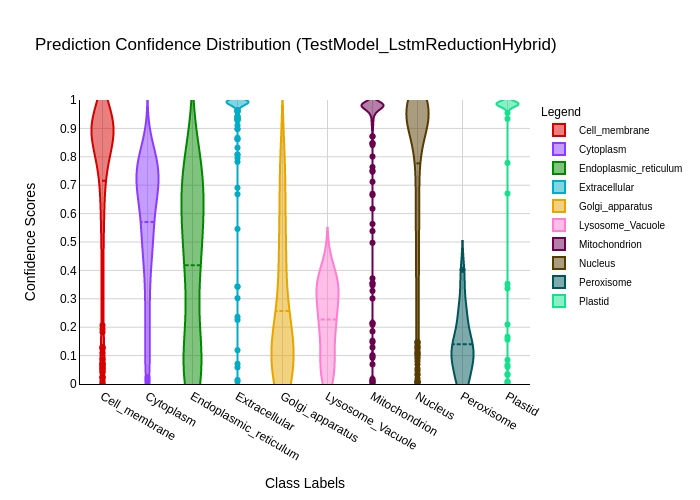 Prediction Confidence Distribution (TestModel_LstmReductionHybrid)
Legend
Cell_membrane
Cytoplasm
Endoplasmic_reticulum
Extracellular
Golgi_apparatus
Lysosome_Vacuole
Mitochondrion
Nucleus
Peroxisome
Plastid
Confidence Scores
1
0.9
0.8
0.7
0.6
0.5
0.4
0.3
0.2
0.1
0
Cell_membrane
Cytoplasm
Endoplasmic_reticulum
Extracellular
Golgi_apparatus
Lysosome_Vacuole
Mitochondrion
Nucleus
Peroxisome
Plastid
Class Labels